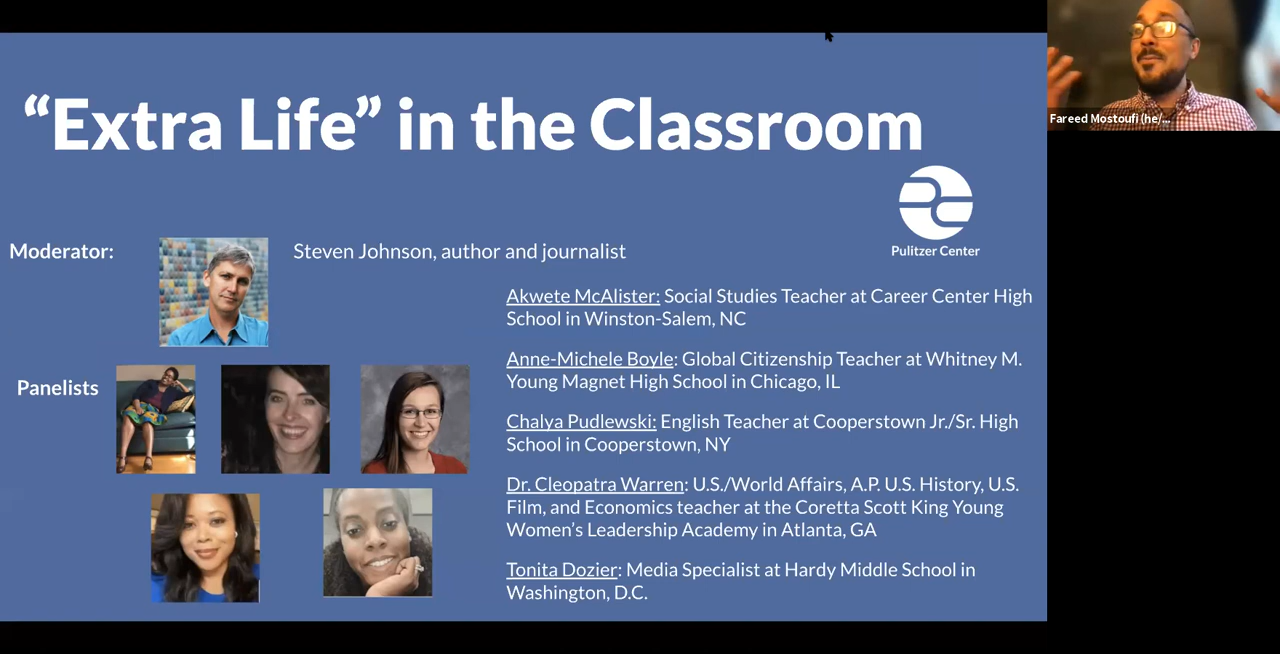 “Extra Life” in the Classroom
Pulitzer Center
Moderator:
Steven Johnson, author and journalist
Panelists
Akwete McAlister: Social Studies Teacher at Career Center High
School in Winston-Salem, NC
Anne-Michele Boyle: Global Citizenship Teacher at Whitney M.
Young Magnet High School in Chicago, IL
Chalya Pudlewski: English Teacher at Cooperstown Jr./Sr. High
School in Cooperstown, NY
Dr. Cleopatra Warren: U.S./World Affairs, A.P. U.S. History, U.S.
Film, and Economics teacher at the Coretta Scott King Young
Women’s Leadership Academy in Atlanta, GA
Tonita Dozier: Media Specialist at Hardy Middle School in
Washington, D.C.
Fareed Mostoufi (he/...